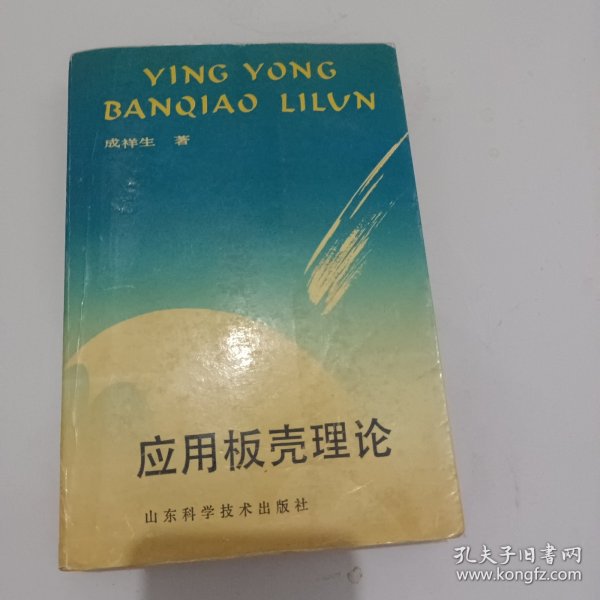 YING YONG
BANQIAO LILUN
成祥生 著
应用板壳理论
山东科学技术出版社
孔夫子旧书网
www.kongfz.com